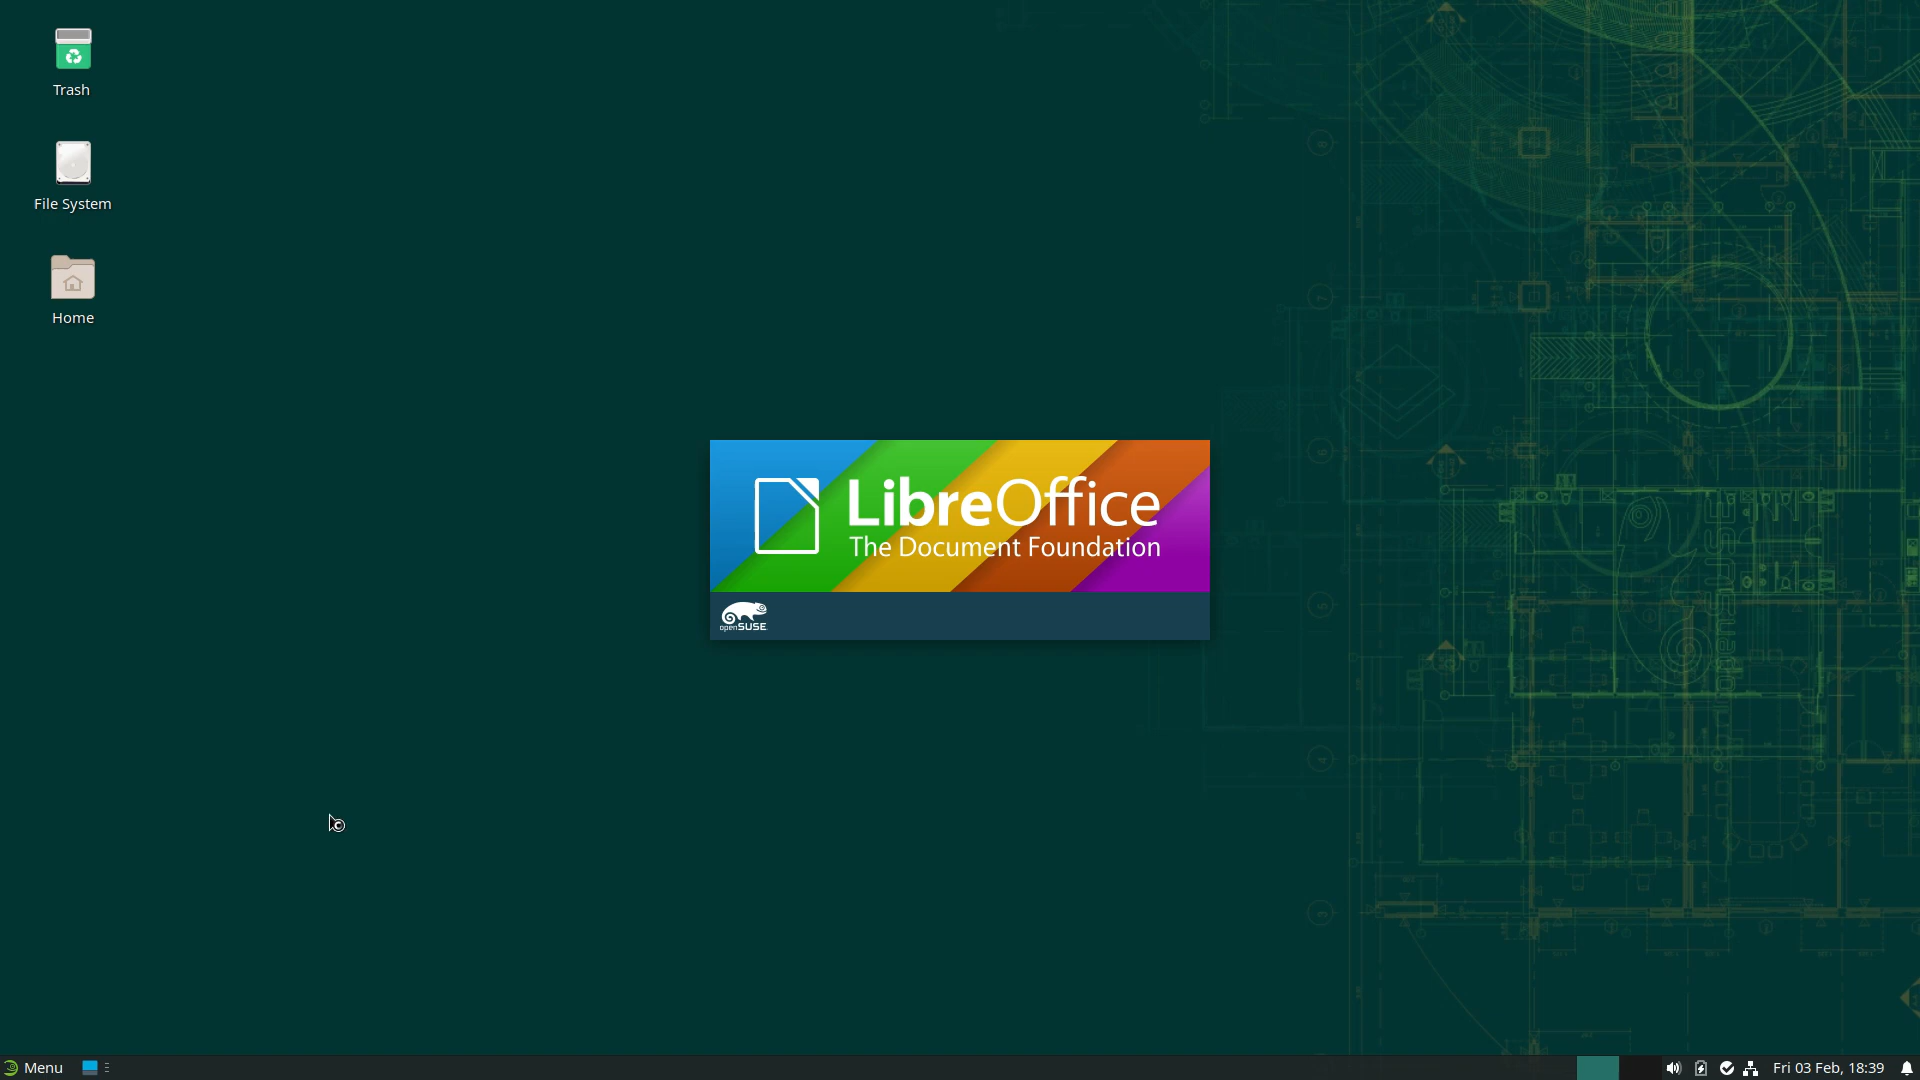 Trash
File System
Home
LibreOffice
The Document Foundation
openSUSE
Menu
Fri 03 Feb, 18:39